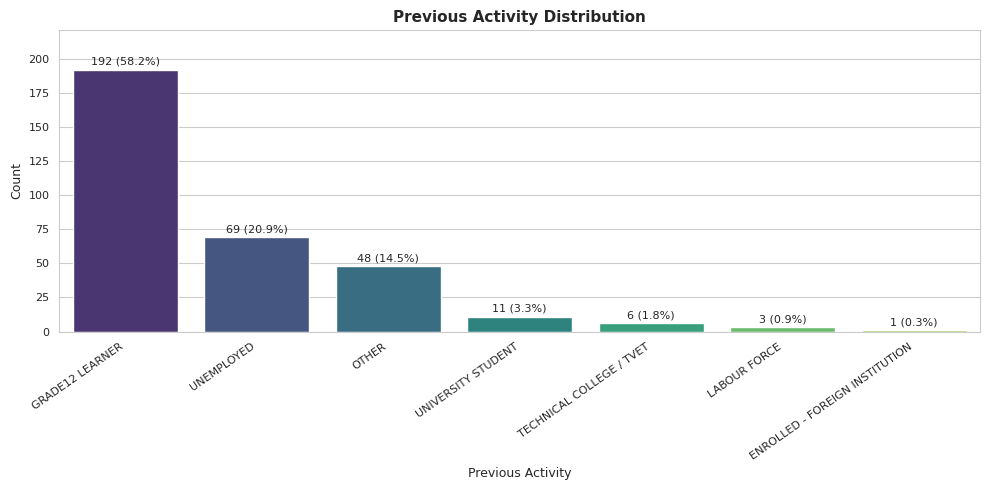 Previous Activity Distribution
Count
200
175
150
125
100
75
50
25
0
192 (58.2%)
69 (20.9%)
48 (14.5%)
11 (3.3%)
6 (1.8%)
3 (0.9%)
1 (0.3%)
GRADE12 LEARNER
UNEMPLOYED
OTHER
UNIVERSITY STUDENT
TECHNICAL COLLEGE / TVET
LABOUR FORCE
ENROLLED - FOREIGN INSTITUTION
Previous Activity